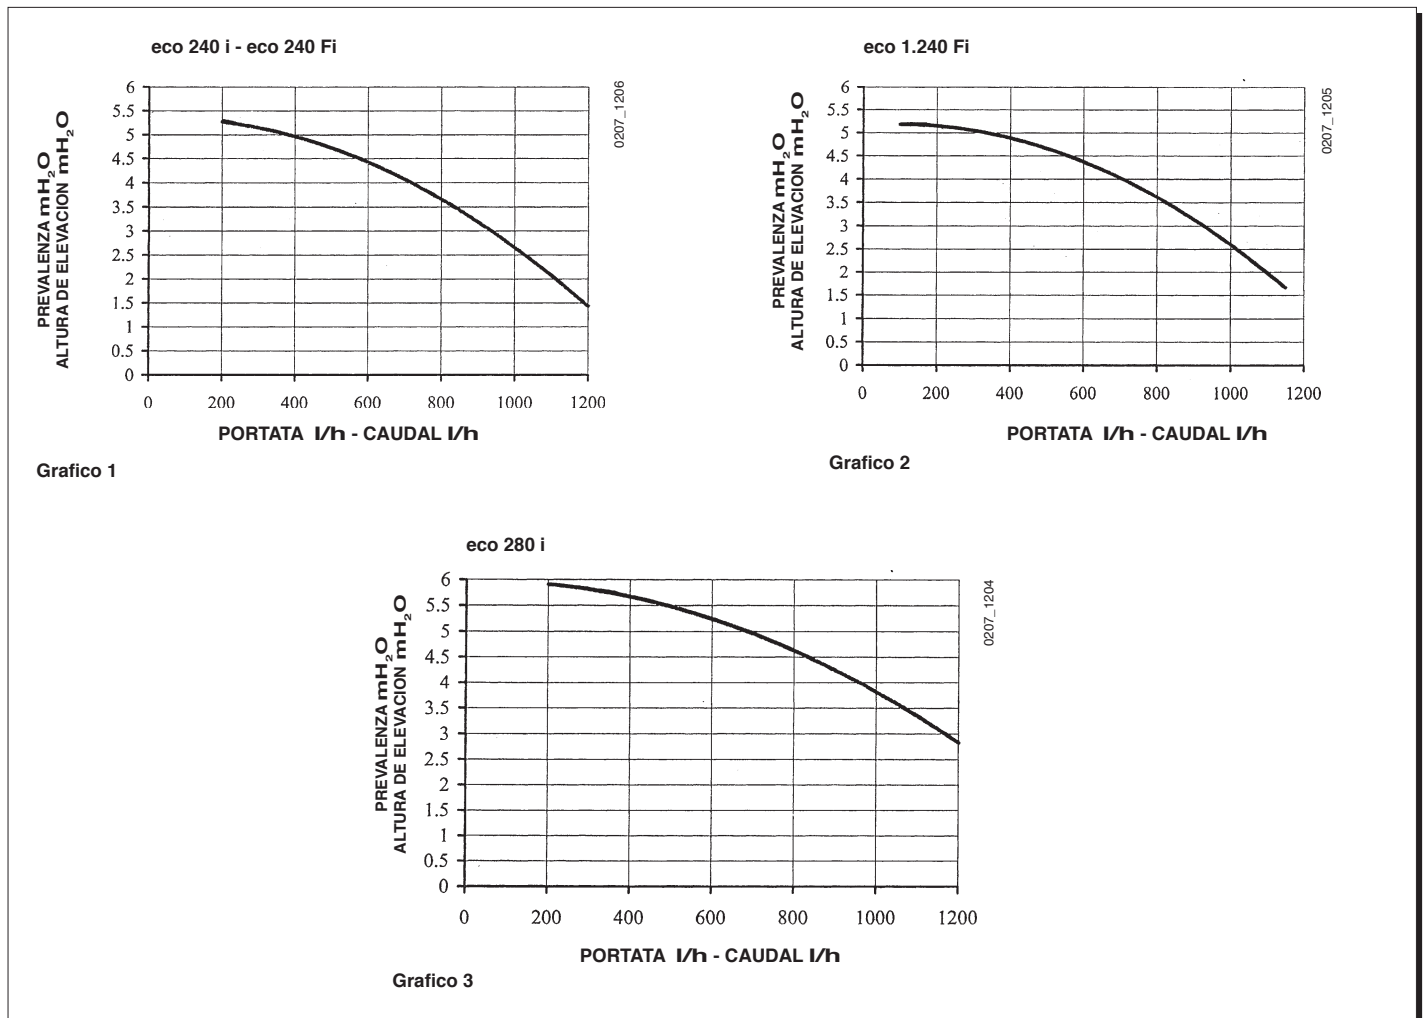 eco 240 i - eco 240 Fi
PREVALENZA mH₂O
ALTURA DE ELEVACION mH₂O
6
5.5
5
4.5
4
3.5
3
2.5
2
1.5
1
0.5
0
0 200 400 600 800 1000 1200
PORTATA l/h - CAUDAL l/h
0207_1206
Grafico 1
eco 1.240 Fi
PREVALENZA mH₂O
ALTURA DE ELEVACION mH₂O
6
5.5
5
4.5
4
3.5
3
2.5
2
1.5
1
0.5
0
0 200 400 600 800 1000 1200
PORTATA l/h - CAUDAL l/h
0207_1205
Grafico 2
eco 280 i
PREVALENZA mH₂O
ALTURA DE ELEVACION mH₂O
6
5.5
5
4.5
4
3.5
3
2.5
2
1.5
1
0.5
0
0 200 400 600 800 1000 1200
PORTATA l/h - CAUDAL l/h
0207_1204
Grafico 3